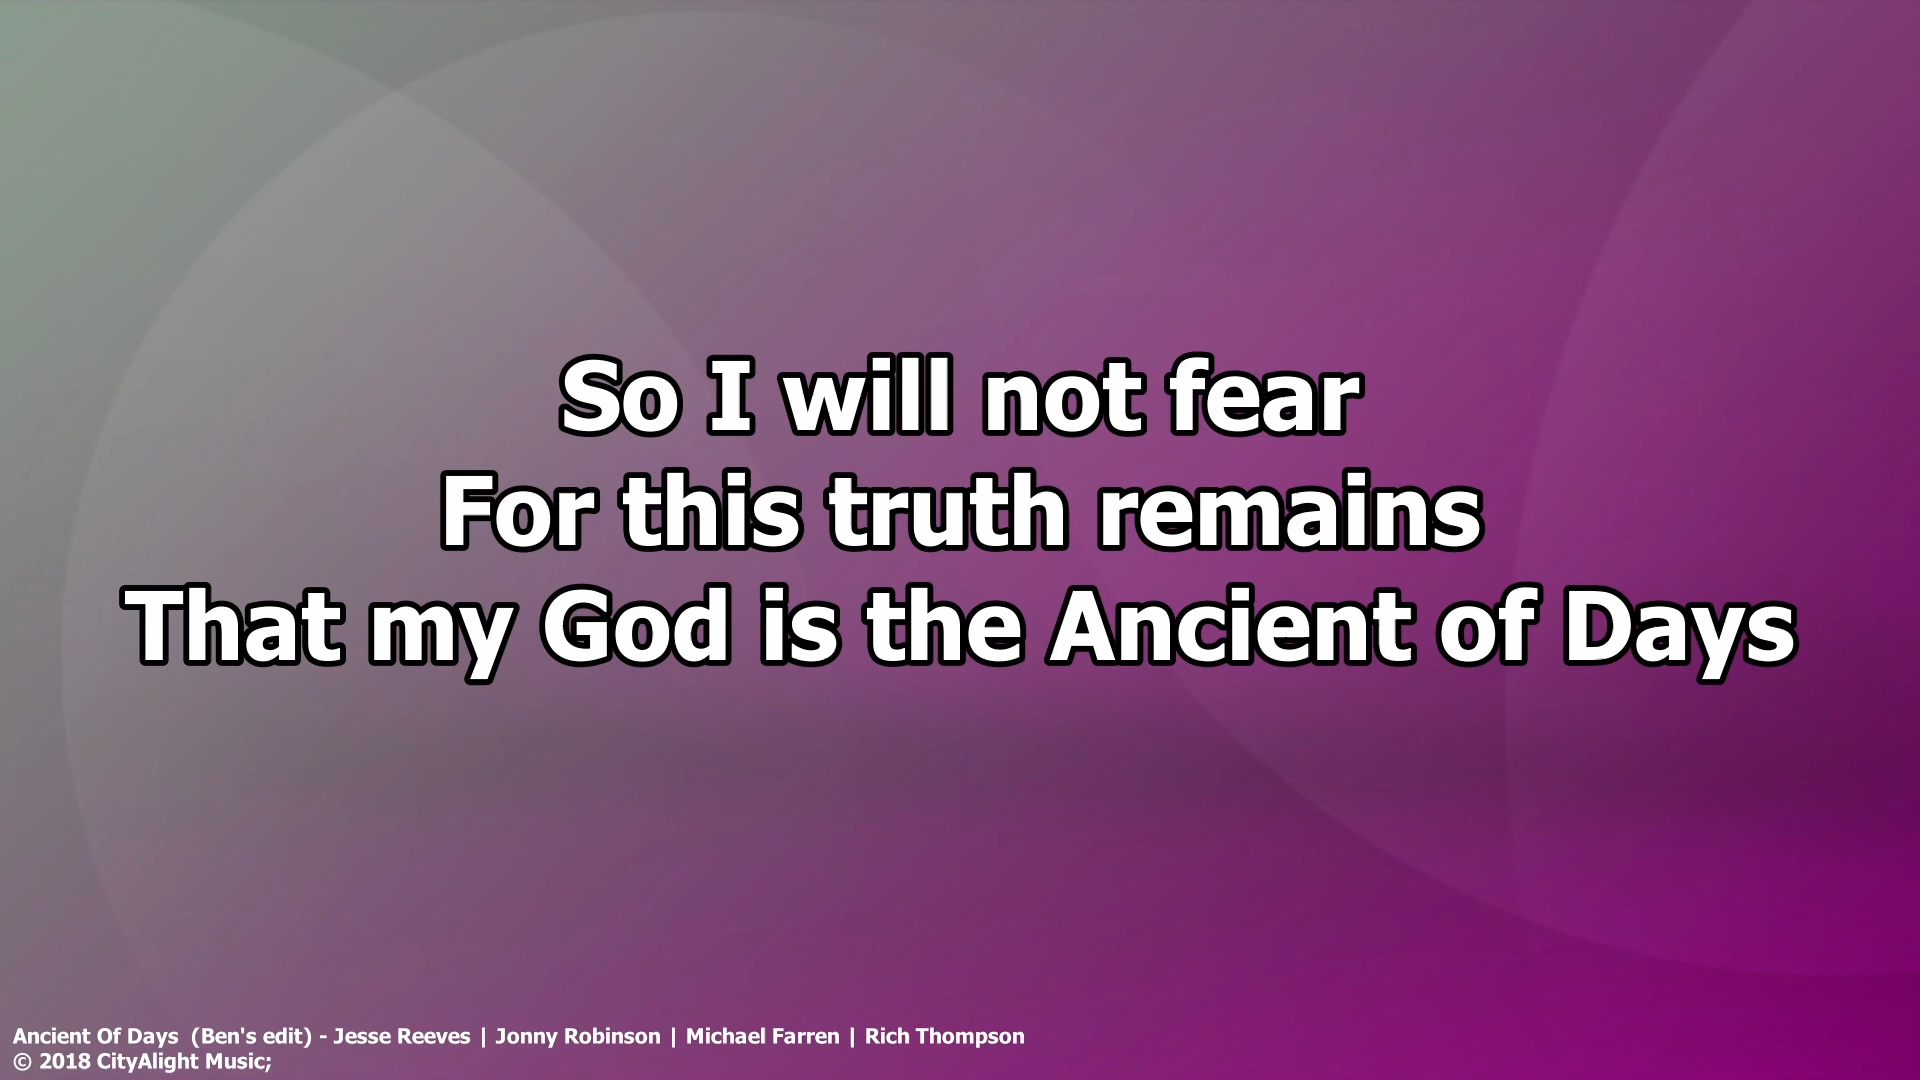 So I will not fear
For this truth remains
That my God is the Ancient of Days
Ancient Of Days  (Ben's edit) - Jesse Reeves | Jonny Robinson | Michael Farren | Rich Thompson
© 2018 CityAlight Music;